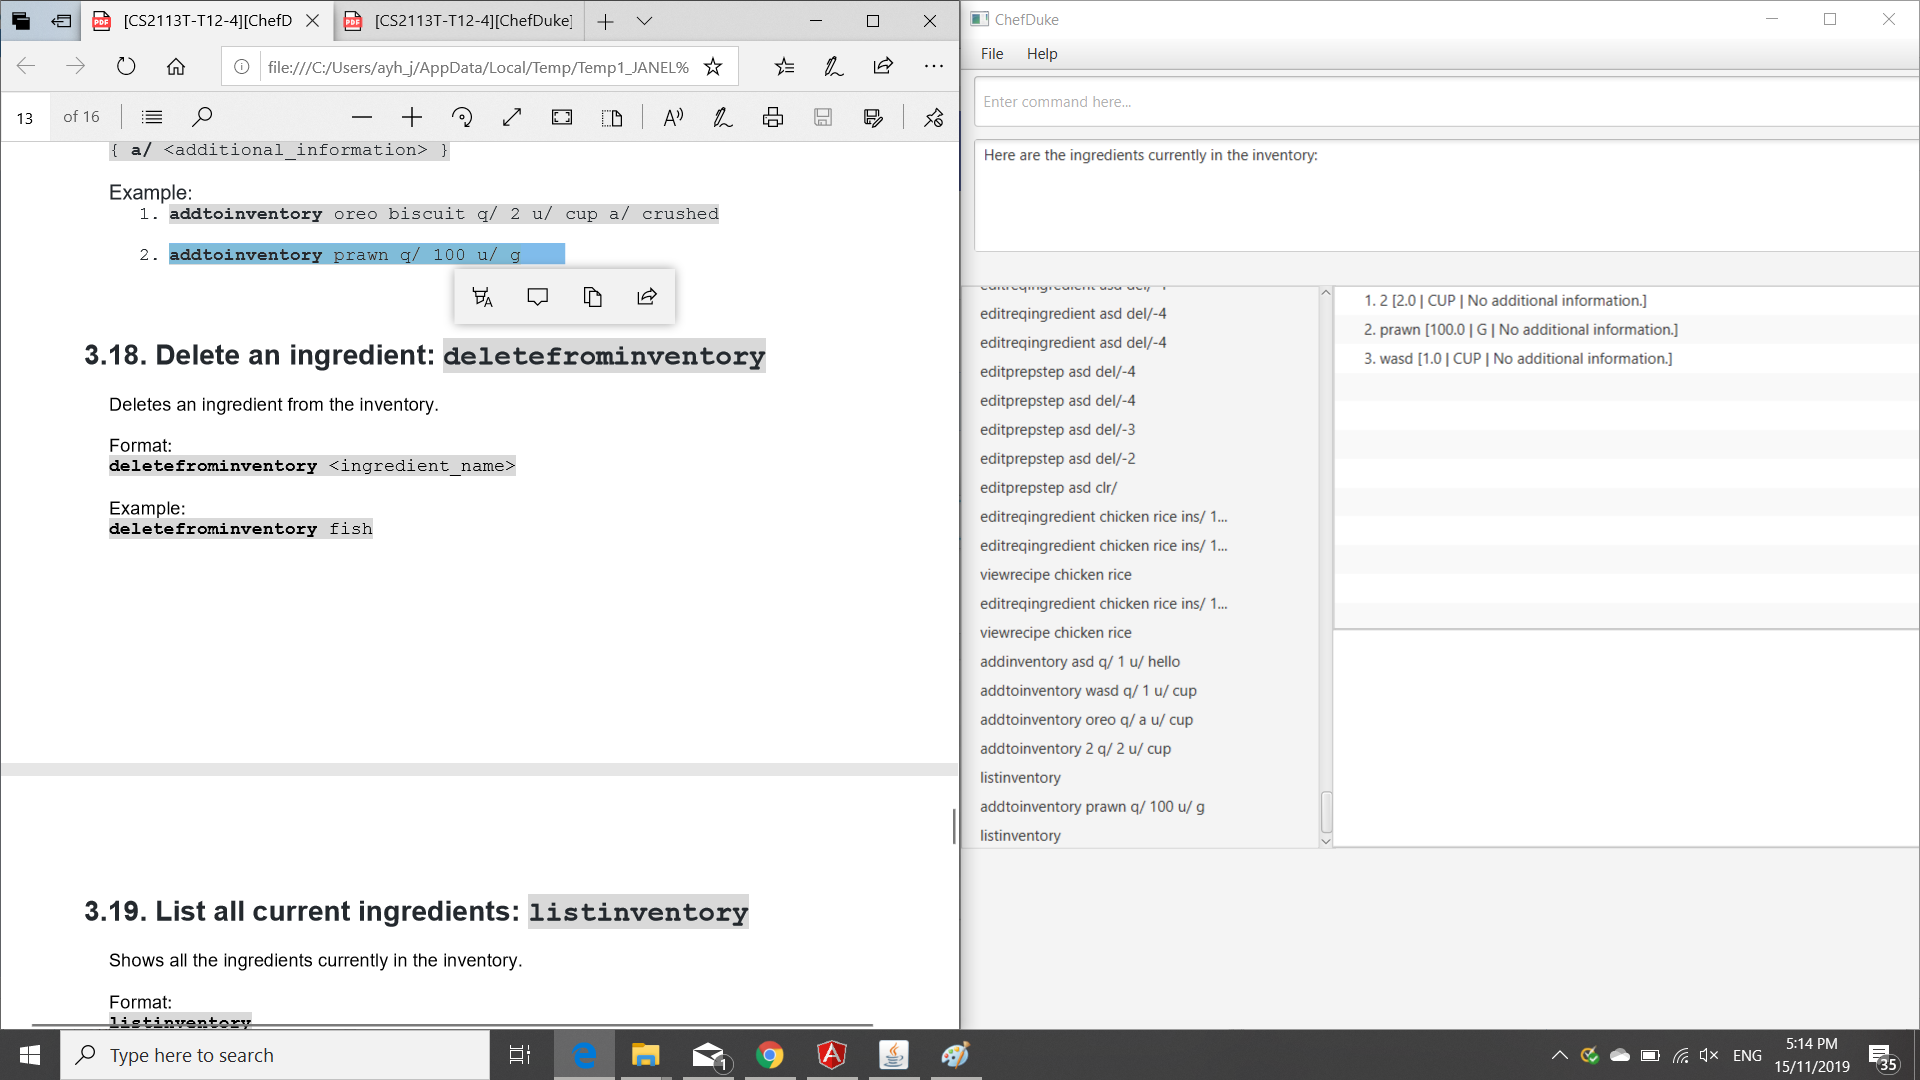 [CS2113T-T12-4][ChefD
[CS2113T-T12-4][ChefDuke]
file:///C:/Users/ayh_j/AppData/Local/Temp/Temp1_JANEL%
13 of 16
{ a/ <additional_information> }
Example:
1. addtoinventory oreo biscuit q/ 2 u/ cup a/ crushed
2. addtoinventory prawn q/ 100 u/ g
3.18. Delete an ingredient: deletefrominventory
Deletes an ingredient from the inventory.
Format:
deletefrominventory <ingredient_name>
Example:
deletefrominventory fish
3.19. List all current ingredients: listinventory
Shows all the ingredients currently in the inventory.
Format:
listinventory
ChefDuke
File Help
Enter command here...
Here are the ingredients currently in the inventory:
editreqingredient asd del/-4
editreqingredient asd del/-4
editreqingredient asd del/-4
editprepstep asd del/-4
editprepstep asd del/-4
editprepstep asd del/-3
editprepstep asd del/-2
editprepstep asd clr/
editreqingredient chicken rice ins/ 1...
editreqingredient chicken rice ins/ 1...
viewrecipe chicken rice
editreqingredient chicken rice ins/ 1...
viewrecipe chicken rice
addinventory asd q/ 1 u/ hello
addtoinventory wasd q/ 1 u/ cup
addtoinventory oreo q/ a u/ cup
addtoinventory 2 q/ 2 u/ cup
listinventory
addtoinventory prawn q/ 100 u/ g
listinventory
1. 2 [2.0 | CUP | No additional information.]
2. prawn [100.0 | G | No additional information.]
3. wasd [1.0 | CUP | No additional information.]
Type here to search
1
ENG
5:14 PM
15/11/2019
35